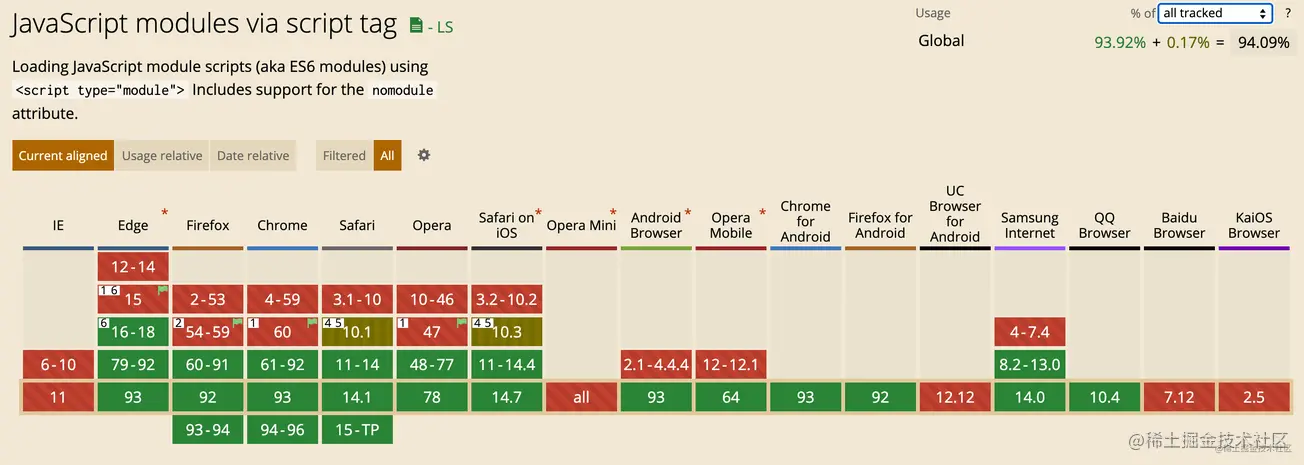 JavaScript modules via script tag - LS
Usage % of all tracked ?
Global 93.92% + 0.17% = 94.09%
Loading JavaScript module scripts (aka ES6 modules) using
<script type="module"> Includes support for the nomodule
attribute.
Current aligned Usage relative Date relative Filtered All
IE Edge * Firefox Chrome Safari Opera Safari on iOS * Opera Mini * Android Browser * Opera Mobile * Chrome for Android Firefox for Android UC Browser for Android Samsung Internet QQ Browser Baidu Browser KaiOS Browser
12-14
1 6 15 2-53 4-59 3.1-10 10-46 3.2-10.2
6 16-18 2 54-59 1 60 4 5 10.1 1 47 4 5 10.3 4-7.4
6-10 79-92 60-91 61-92 11-14 48-77 11-14.4 2.1-4.4.4 12-12.1 8.2-13.0
11 93 92 93 14.1 78 14.7 all 93 64 93 92 12.12 14.0 10.4 7.12 2.5
93-94 94-96 15-TP
@稀土掘金技术社区
@稀土掘金技术社区